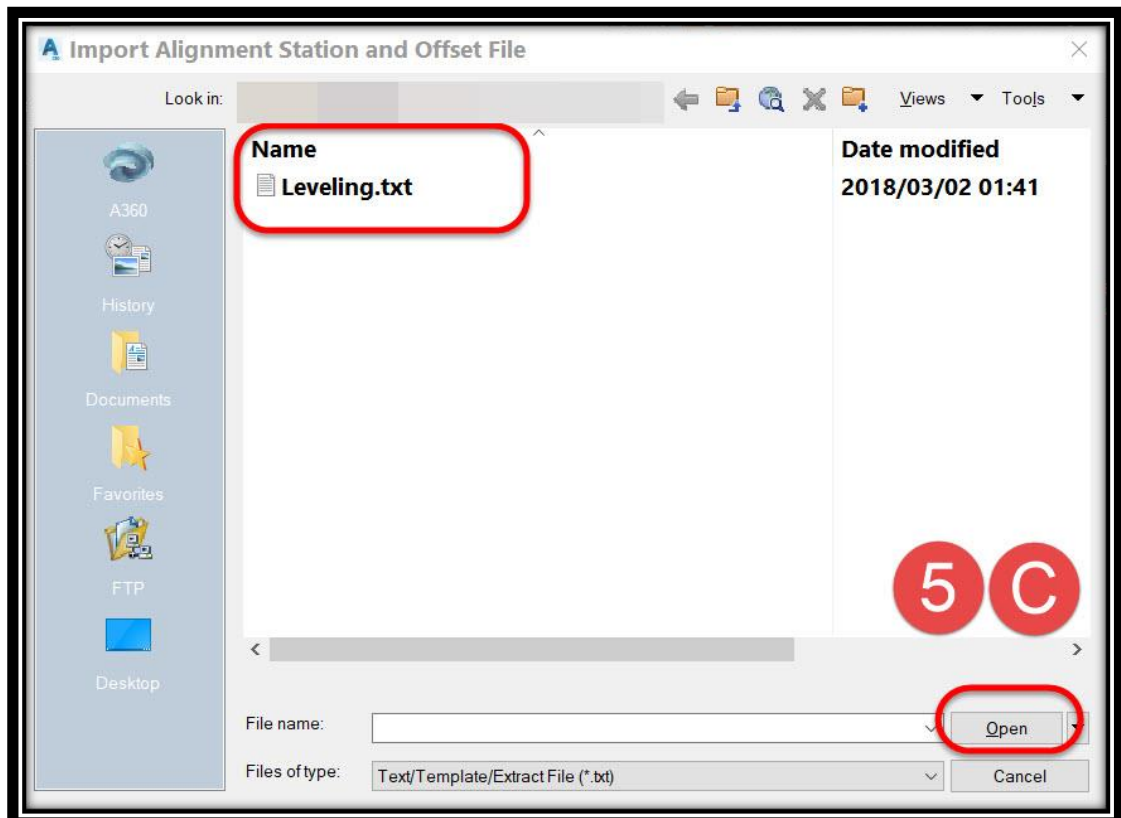 Import Alignment Station and Offset File
Look in:
Views
Tools
Name
Date modified
Leveling.txt
2018/03/02 01:41
A360
History
Documents
Favorites
FTP
Desktop
5 C
File name:
Open
Files of type:
Text/Template/Extract File (*.txt)
Cancel